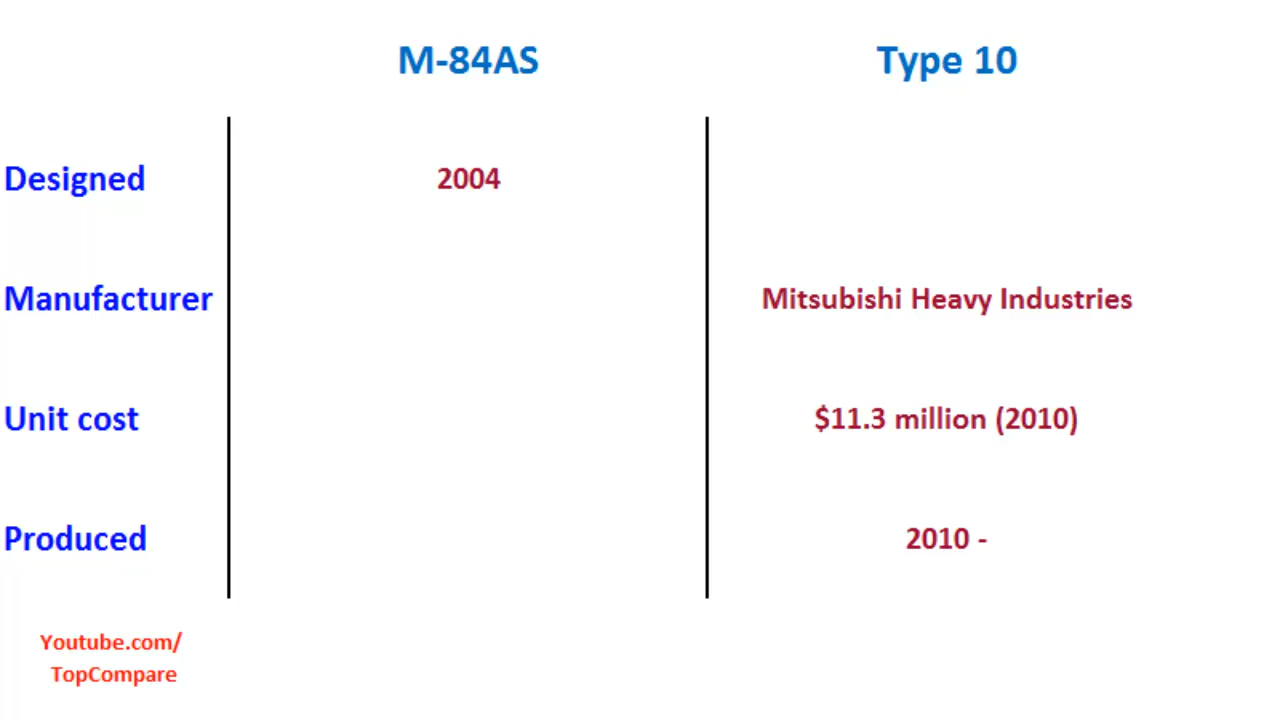 M-84AS Type 10
Designed 2004
Manufacturer Mitsubishi Heavy Industries
Unit cost $11.3 million (2010)
Produced 2010 -
Youtube.com/
TopCompare